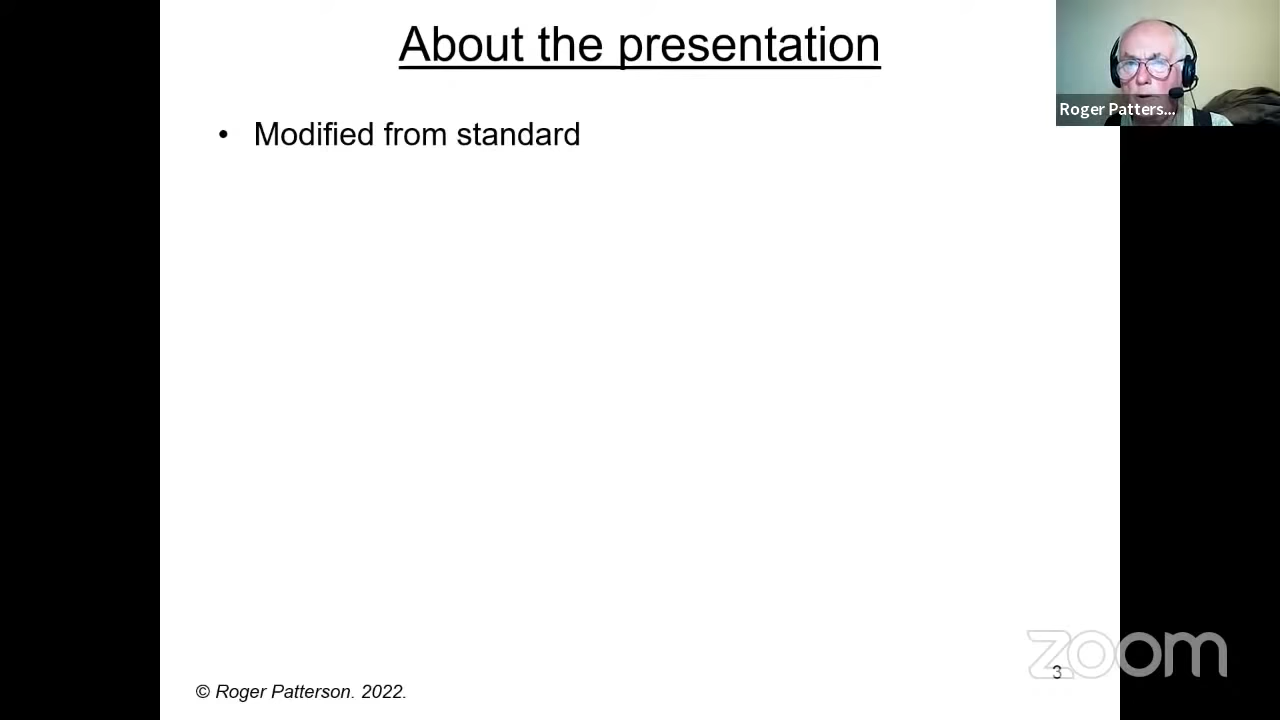 About the presentation
• Modified from standard
Roger Patters...
zoom
3
© Roger Patterson. 2022.